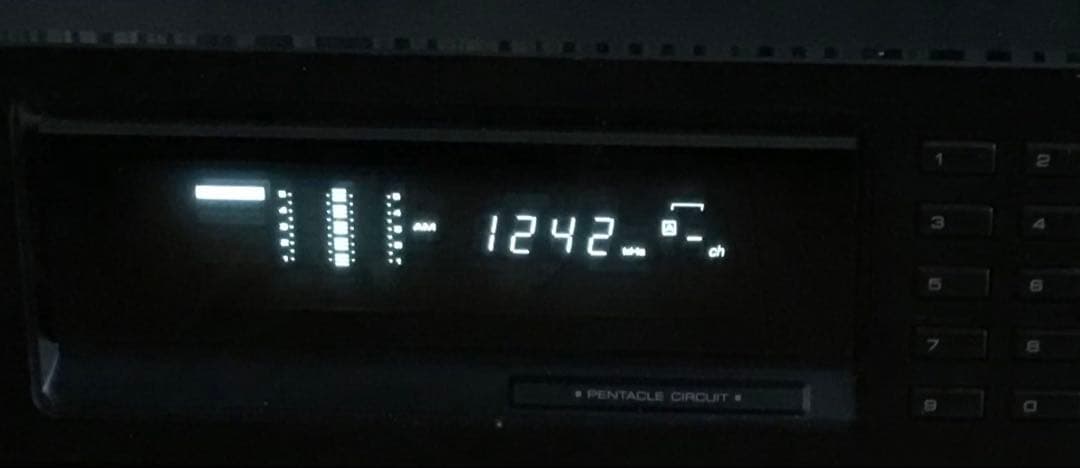 AM 1242 kHz A - ch
1 2
3 4
5 6
7 8
9 0
PENTACLE CIRCUIT